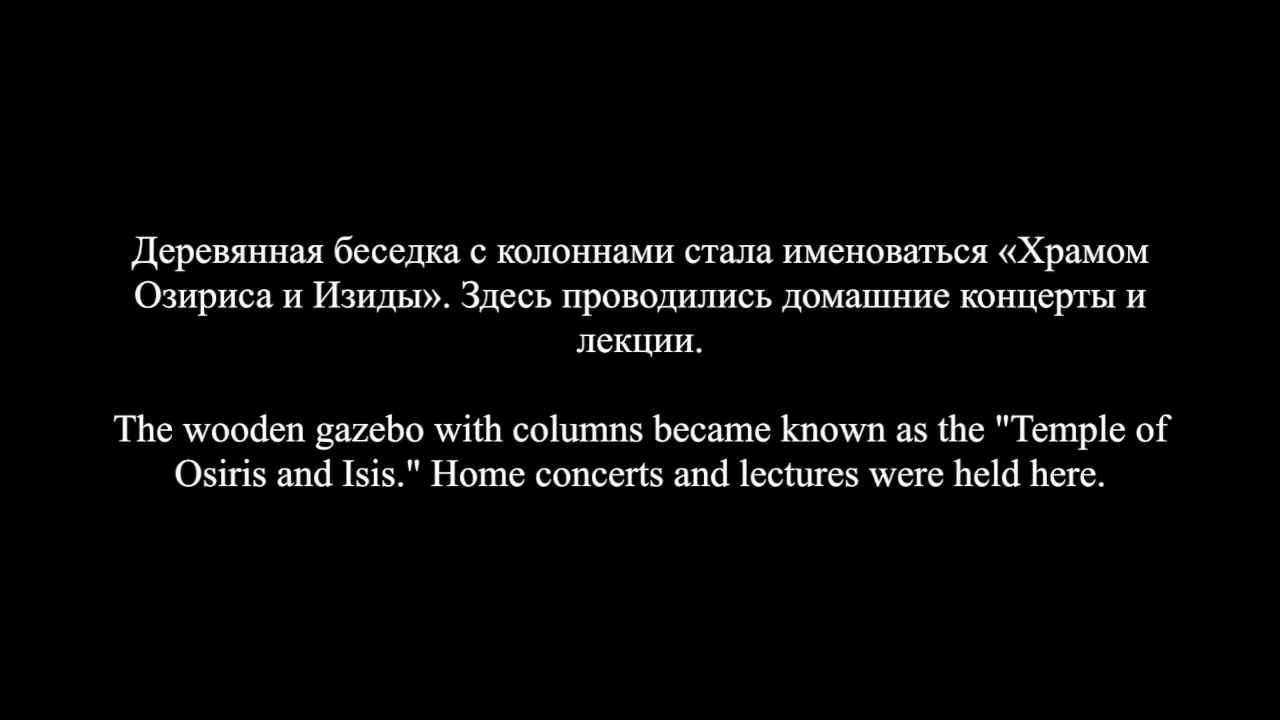 Деревянная беседка с колоннами стала именоваться «Храмом
Озириса и Изиды». Здесь проводились домашние концерты и
лекции.
The wooden gazebo with columns became known as the "Temple of
Osiris and Isis." Home concerts and lectures were held here.